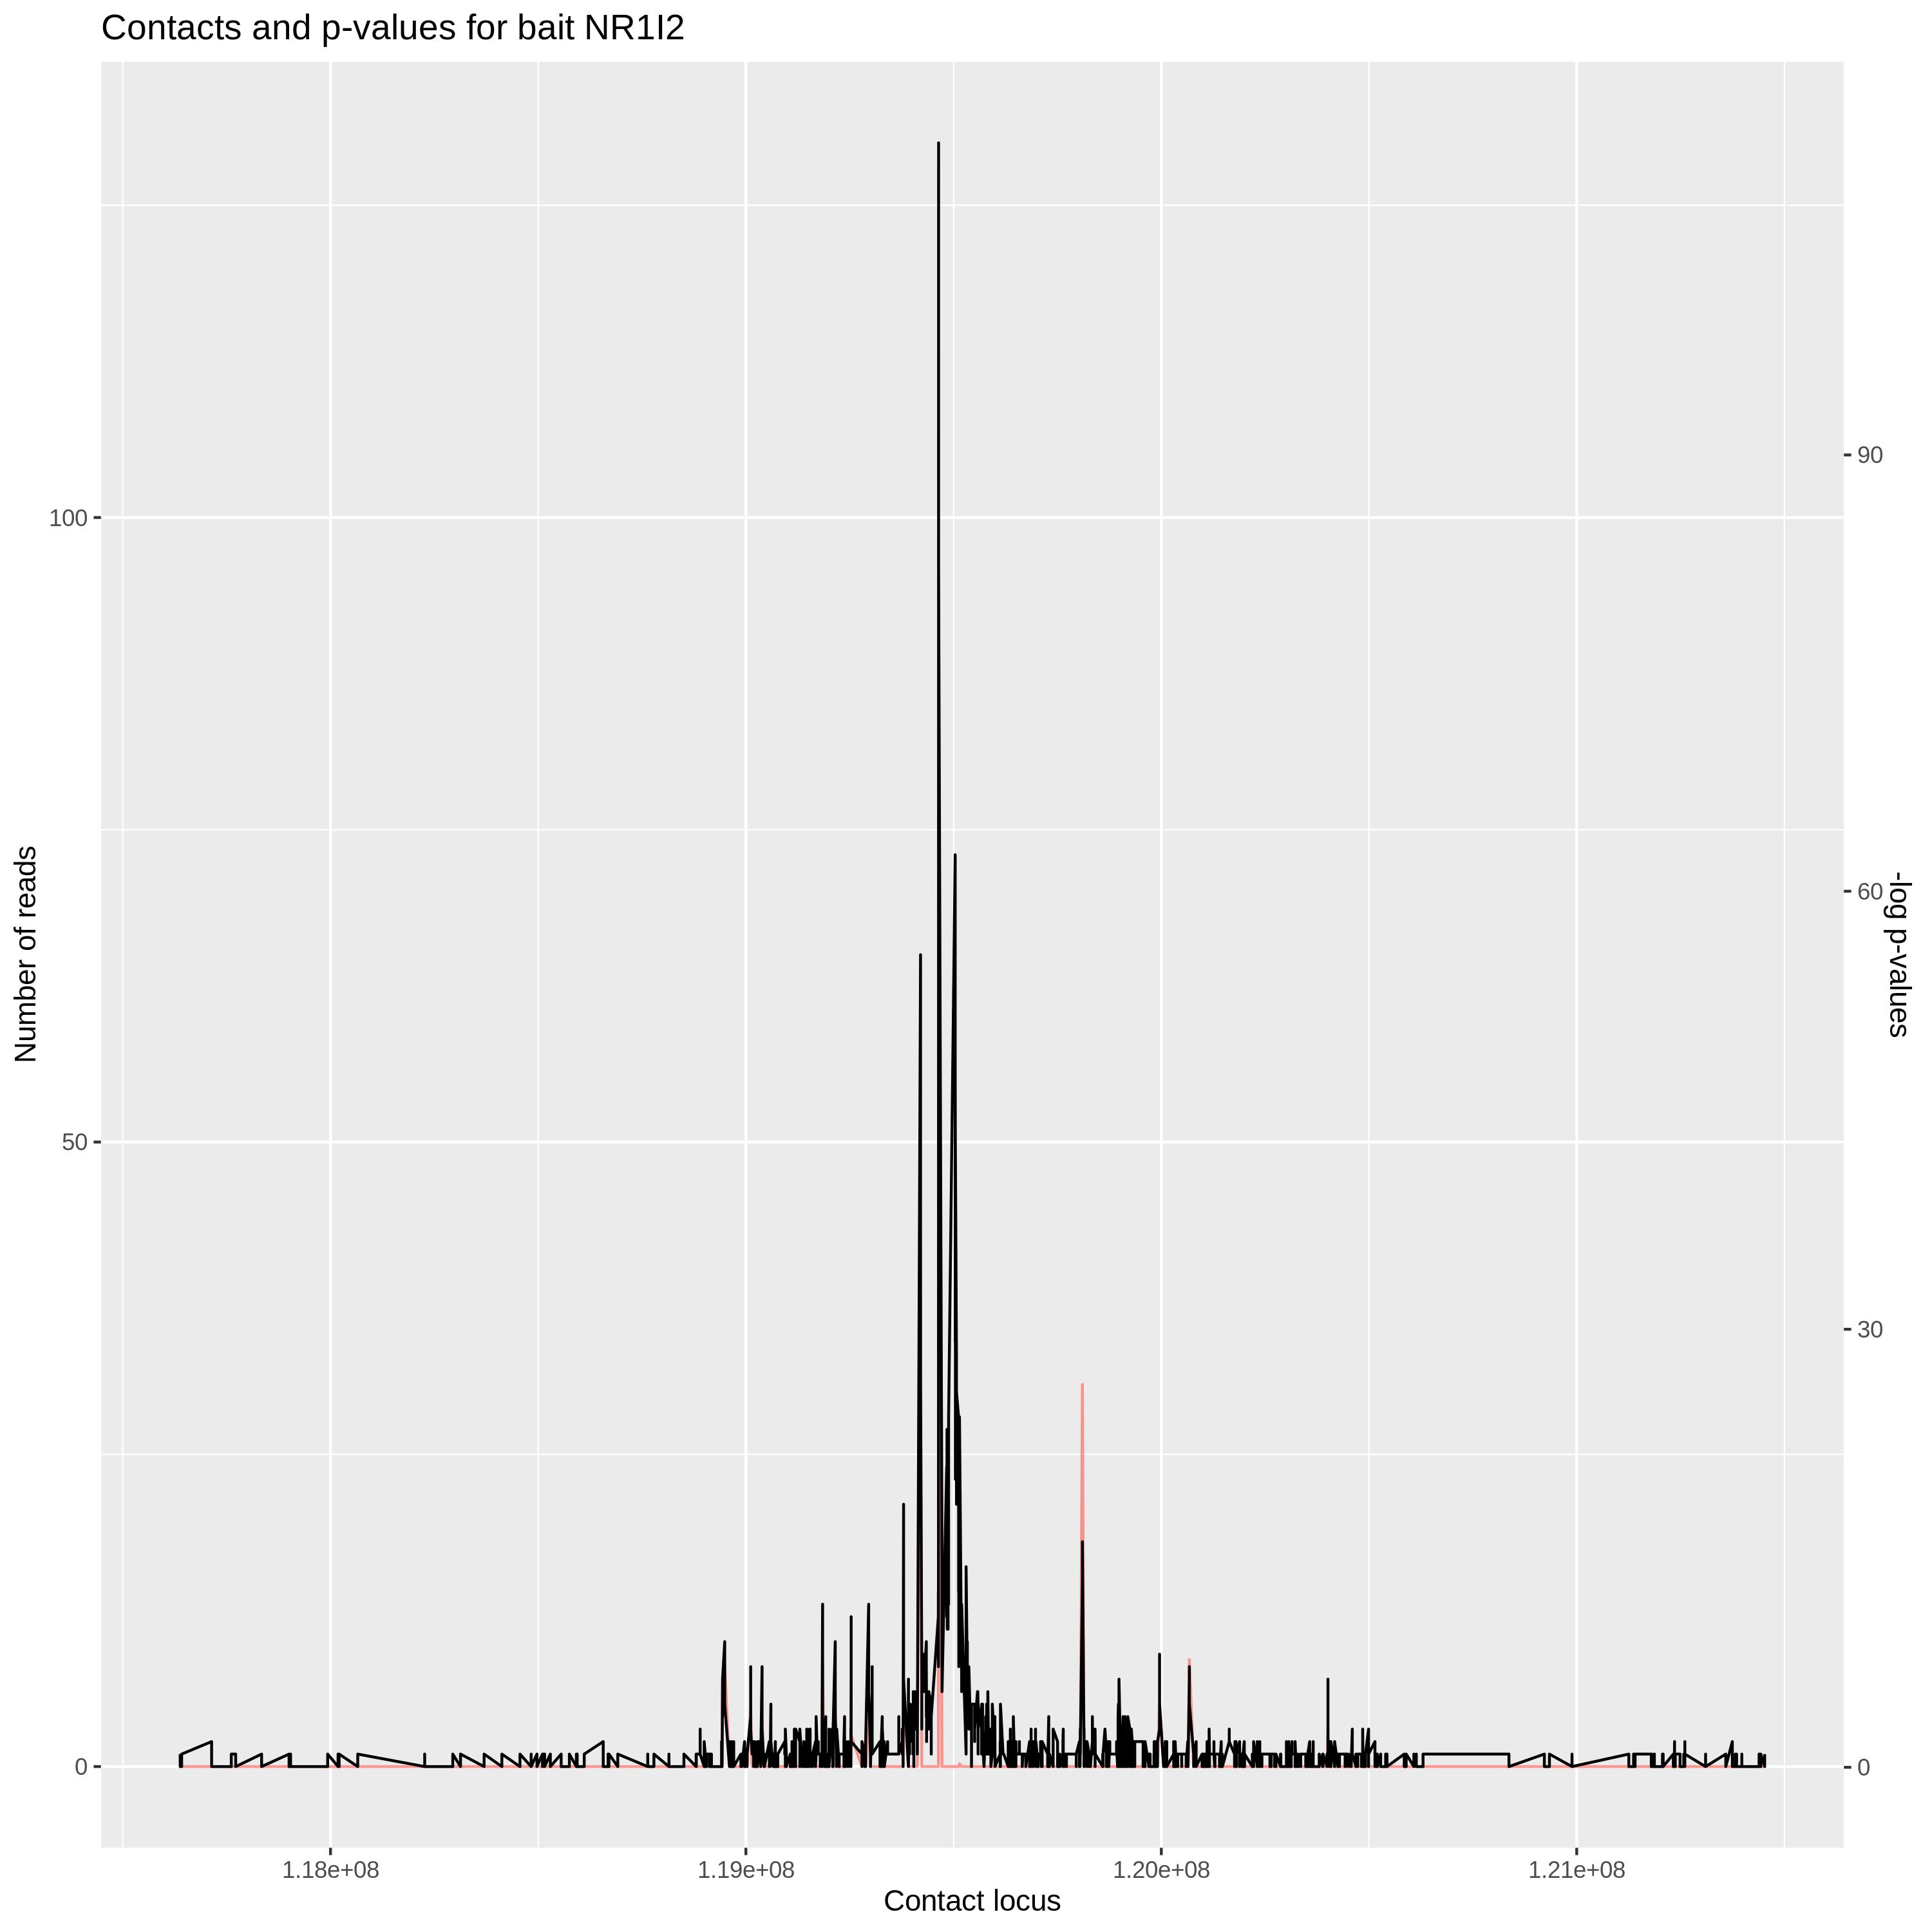 Contacts and p-values for bait NR1I2
100
50
0
Number of reads
90
60
30
0
-log p-values
1.18e+08
1.19e+08
1.20e+08
1.21e+08
Contact locus